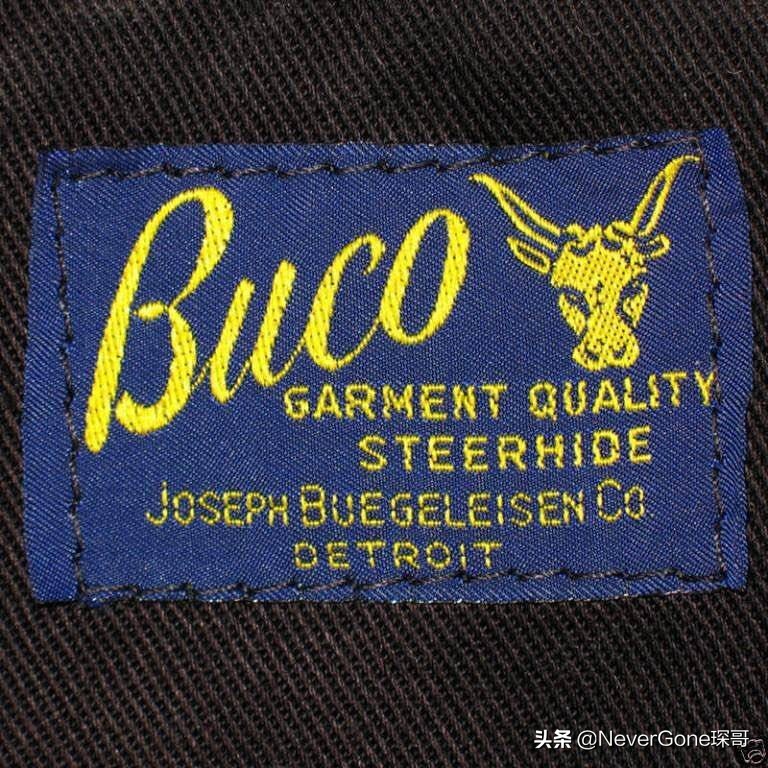 Buco
GARMENT QUALITY
STEERHIDE
JOSEPH BUEGELEISEN CO.
DETROIT
头条 @NeverGone琛哥